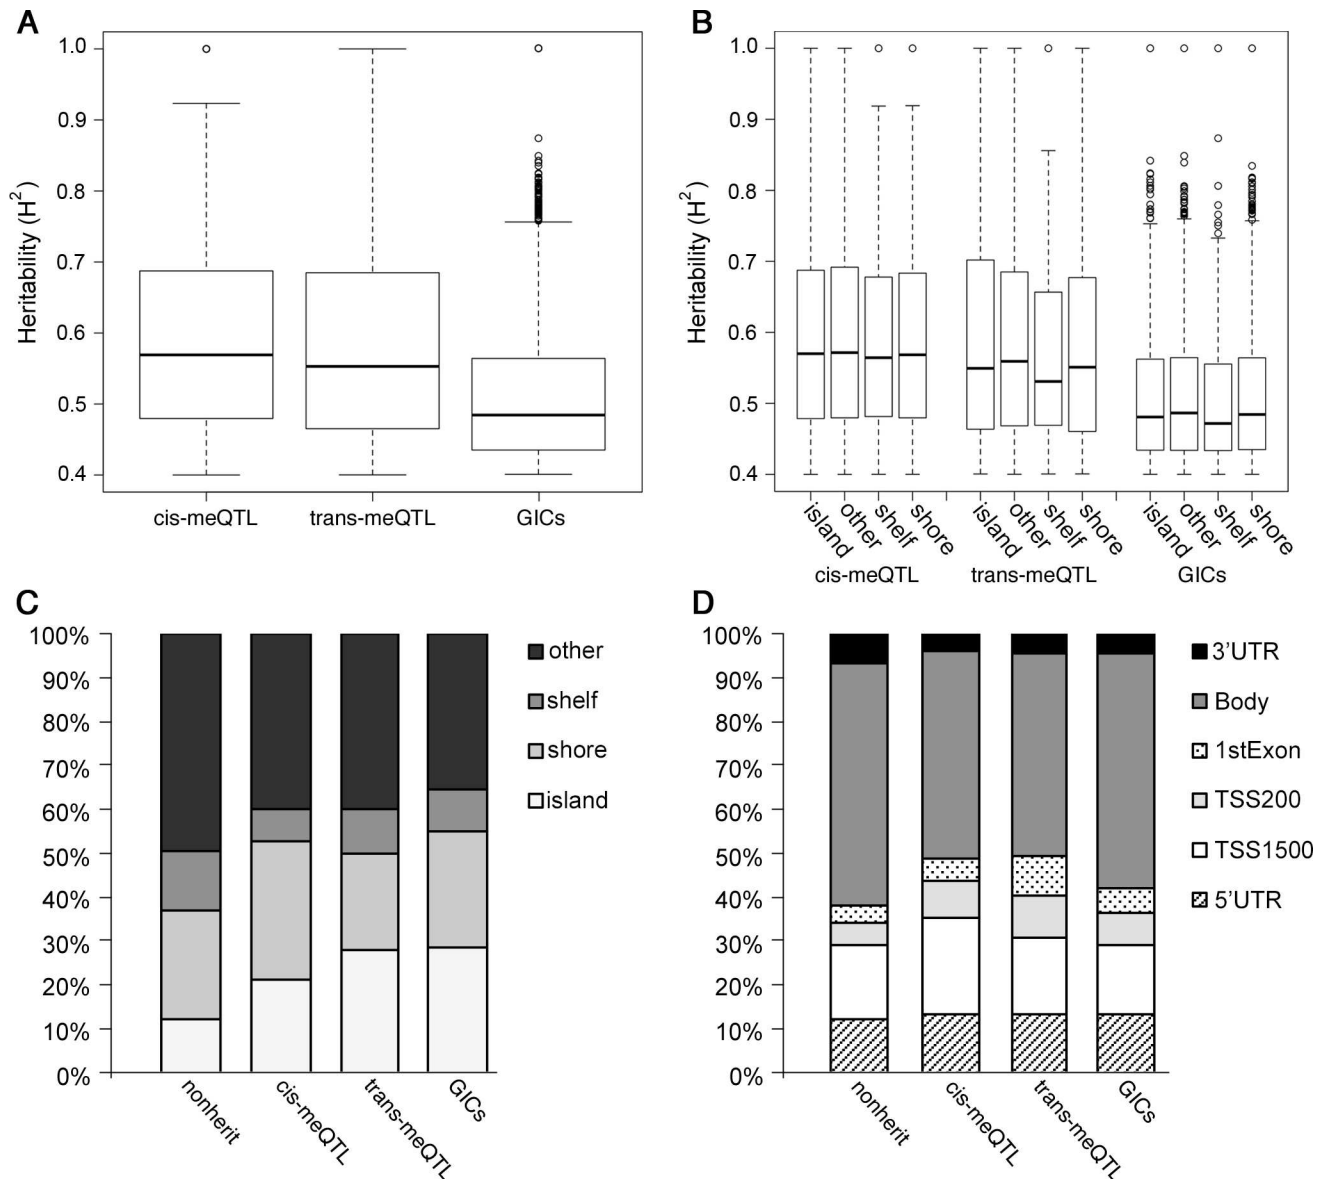 A
Heritability (H²)
1.0
0.9
0.8
0.7
0.6
0.5
0.4
cis-meQTL
trans-meQTL
GICs
B
Heritability (H²)
1.0
0.9
0.8
0.7
0.6
0.5
0.4
island
other
shelf
shore
island
other
shelf
shore
island
other
shelf
shore
cis-meQTL
trans-meQTL
GICs
C
100%
90%
80%
70%
60%
50%
40%
30%
20%
10%
0%
nonherit
cis-meQTL
trans-meQTL
GICs
other
shelf
shore
island
D
100%
90%
80%
70%
60%
50%
40%
30%
20%
10%
0%
nonherit
cis-meQTL
trans-meQTL
GICs
3'UTR
Body
1stExon
TSS200
TSS1500
5'UTR